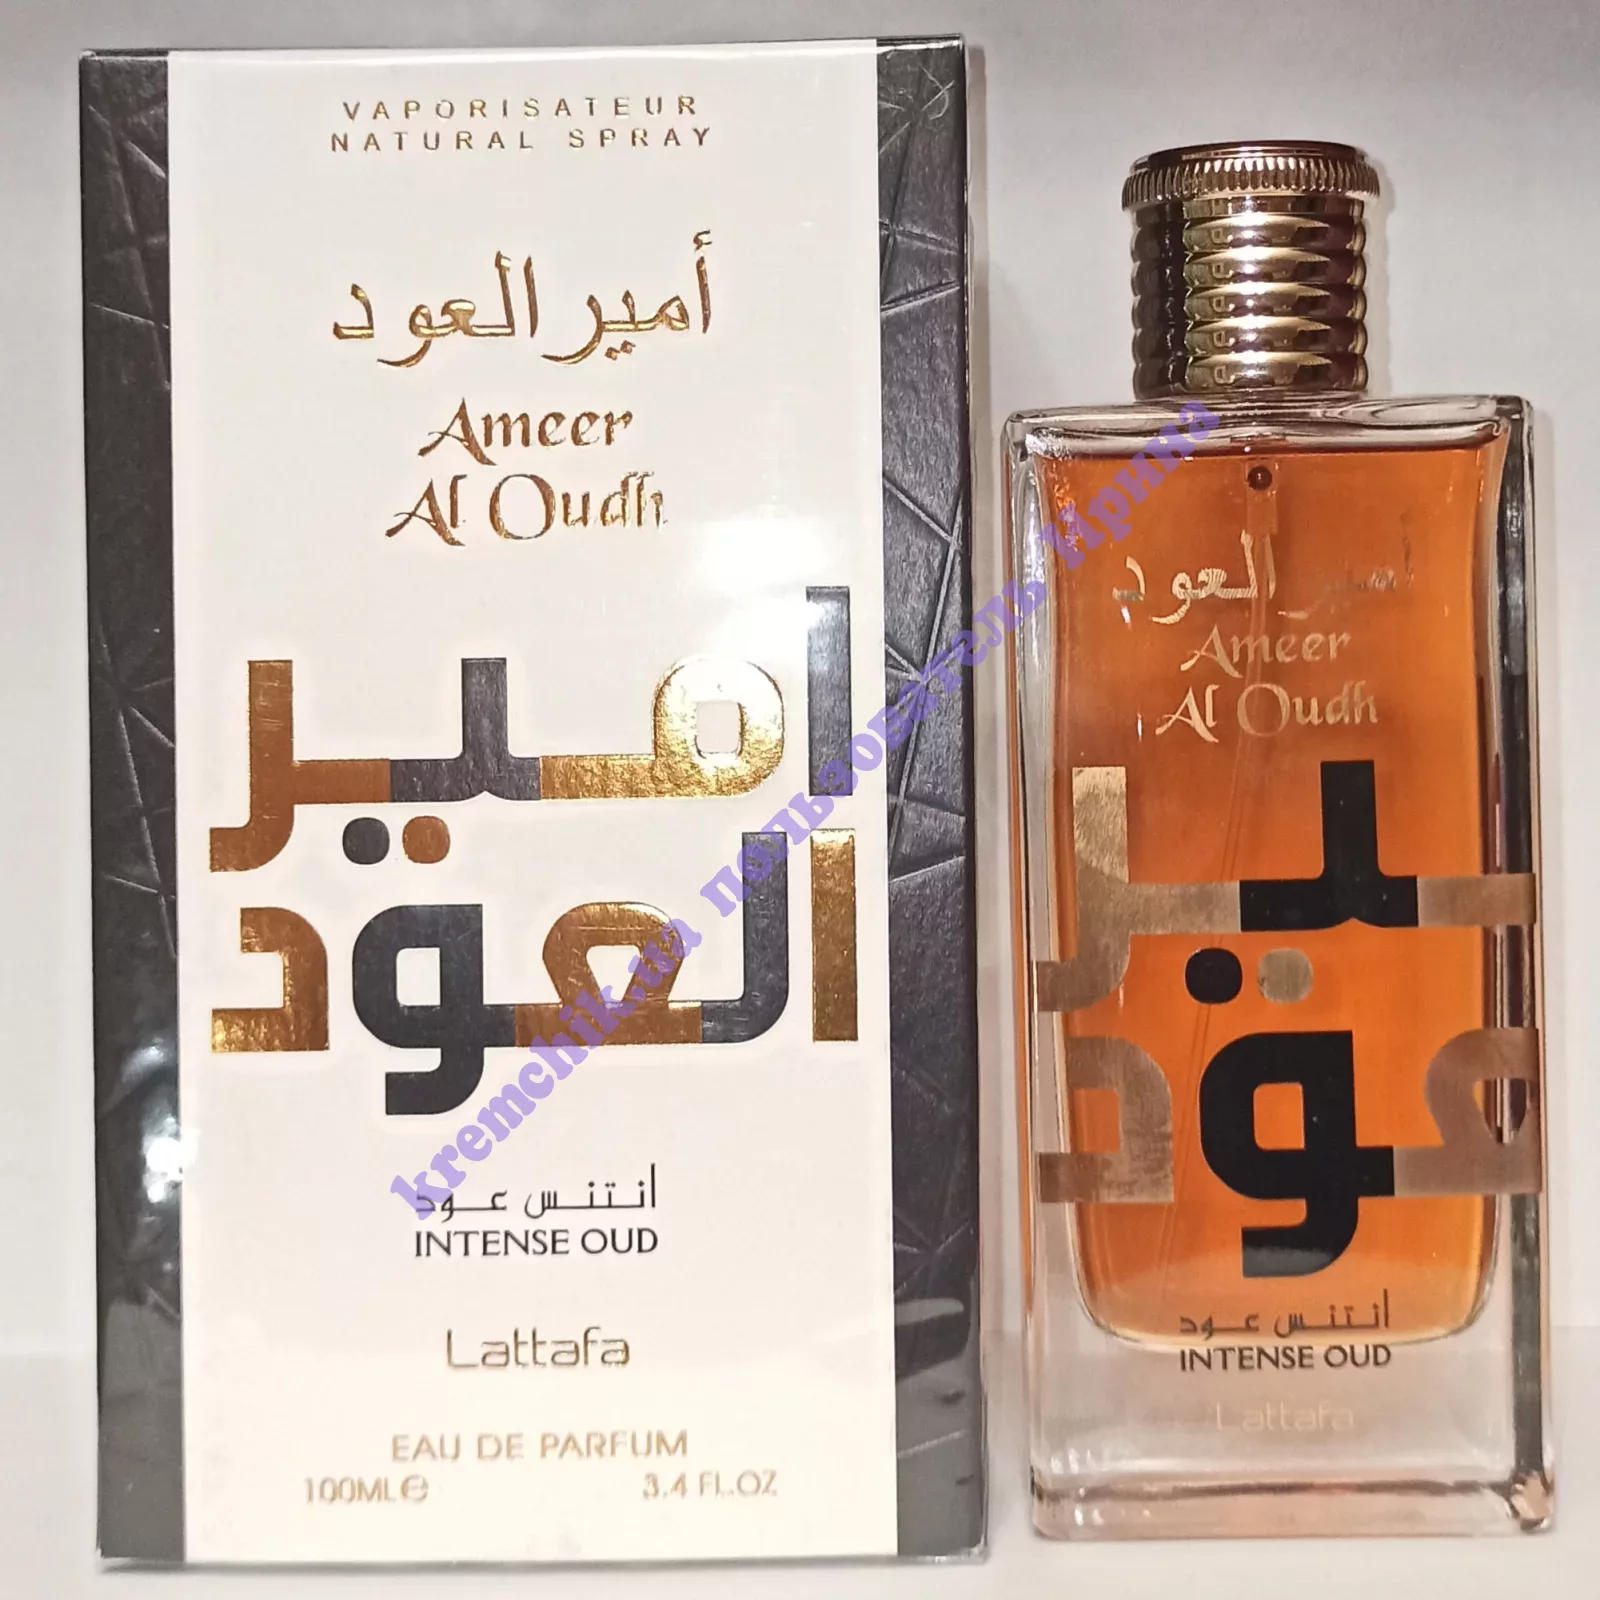 VAPORISATEUR
NATURAL SPRAY
أمير العود
Ameer
Al Oudh
امير
العود
انتنس عود
INTENSE OUD
Lattafa
EAU DE PARFUM
100ML℮ 3.4 FL.OZ
أمير العود
Ameer
Al Oudh
انتنس عود
INTENSE OUD
Lattafa
kremchik.ua пользователь Ирина